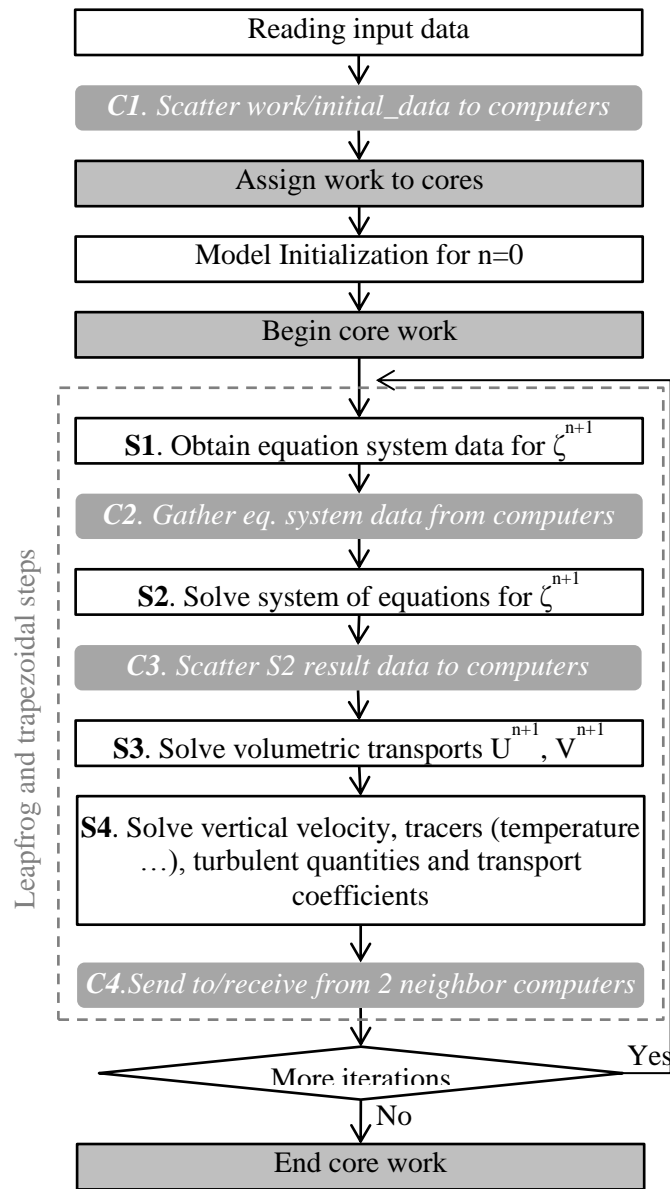 Reading input data
C1. Scatter work/initial_data to computers
Assign work to cores
Model Initialization for n=0
Begin core work
Leapfrog and trapezoidal steps
S1. Obtain equation system data for ζⁿ⁺¹
C2. Gather eq. system data from computers
S2. Solve system of equations for ζⁿ⁺¹
C3. Scatter S2 result data to computers
S3. Solve volumetric transports Uⁿ⁺¹, Vⁿ⁺¹
S4. Solve vertical velocity, tracers (temperature
…), turbulent quantities and transport
coefficients
C4.Send to/receive from 2 neighbor computers
More iterations
Yes
No
End core work